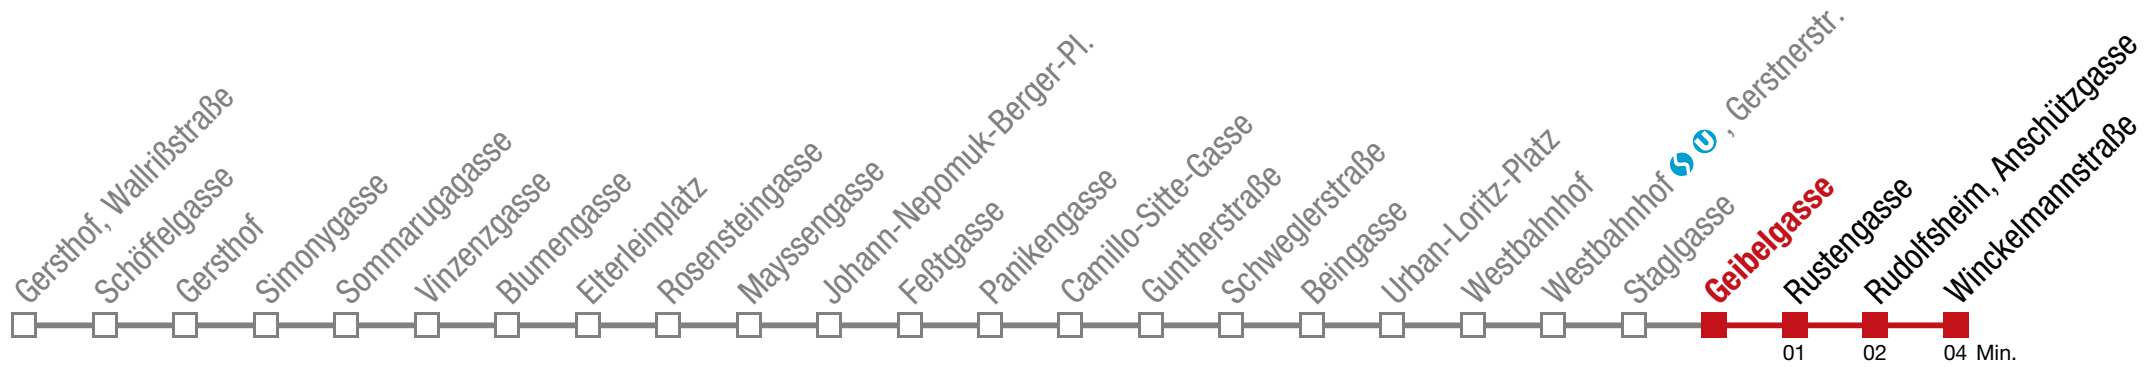 Gersthof, Wallrißstraße
Schöffelgasse
Gersthof
Simonygasse
Sommarugagasse
Vinzenzgasse
Blumengasse
Elterleinplatz
Rosensteingasse
Mayssengasse
Johann-Nepomuk-Berger-Pl.
Feßtgasse
Panikengasse
Camillo-Sitte-Gasse
Guntherstraße
Schweglerstraße
Beingasse
Urban-Loritz-Platz
Westbahnhof
Westbahnhof S U , Gerstnerstr.
Staglgasse
Geibelgasse
Rustengasse
Rudolfsheim, Anschützgasse
Winckelmannstraße
01 02 04 Min.